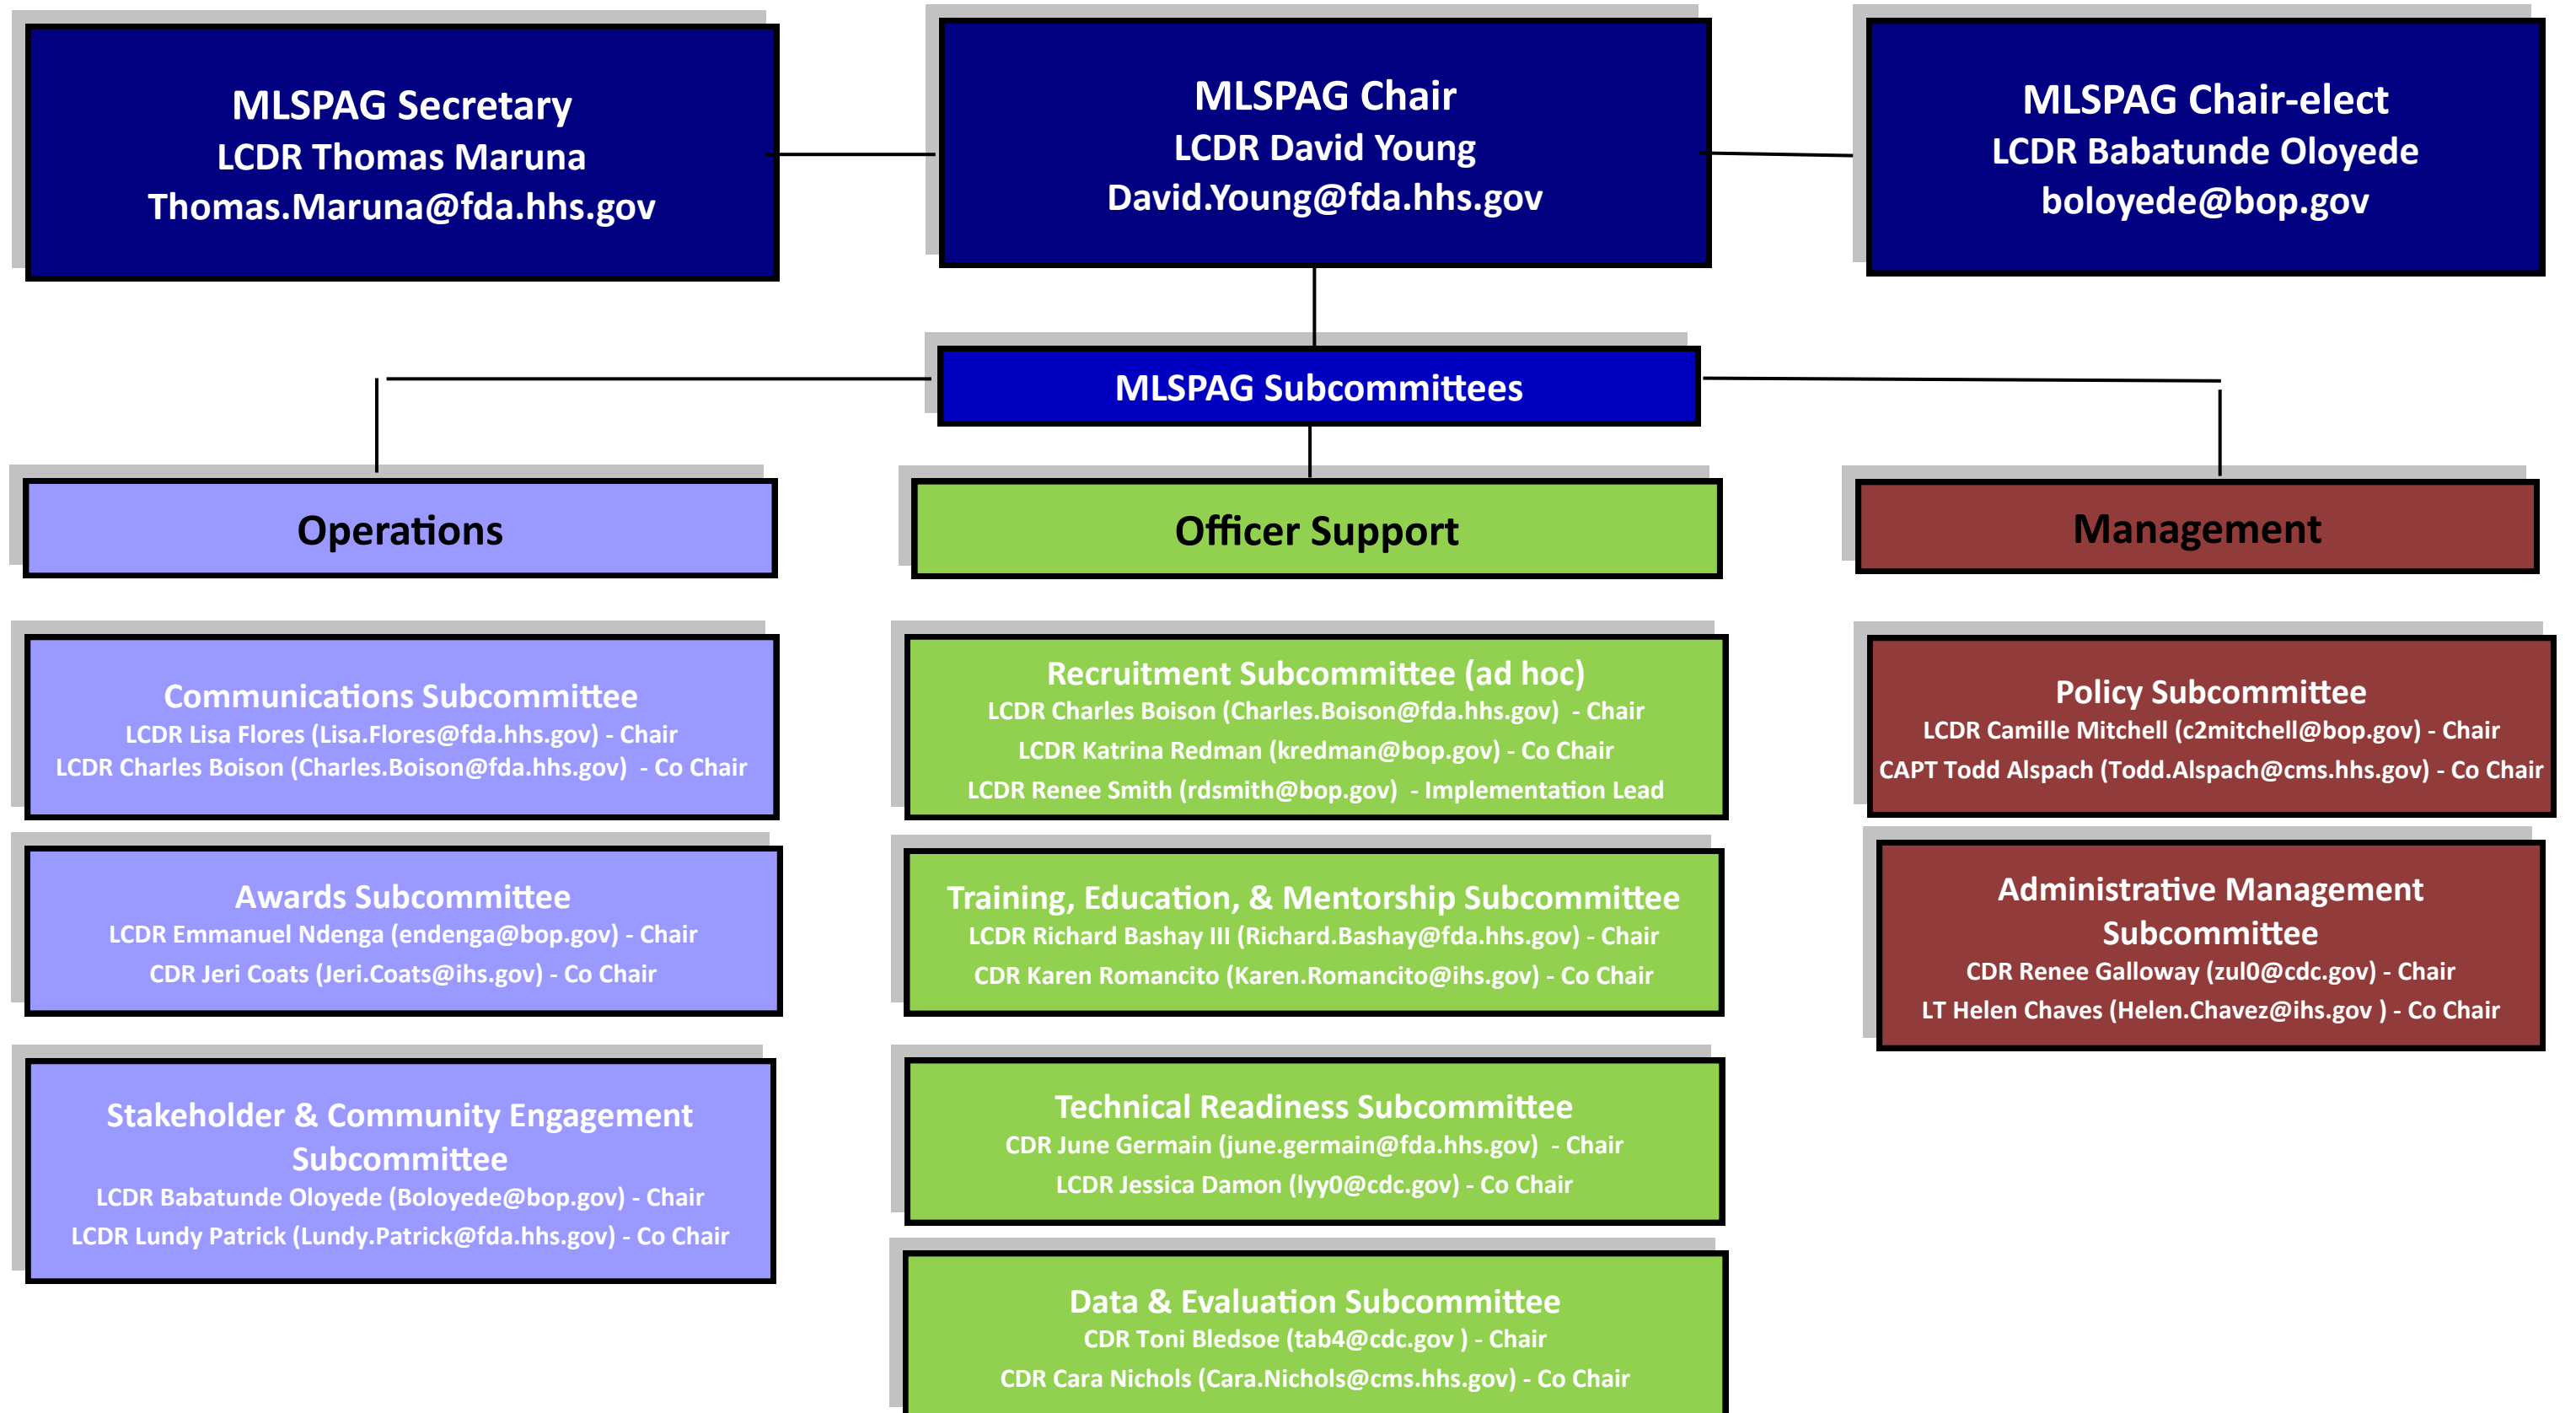 MLSPAG Secretary
LCDR Thomas Maruna
Thomas.Maruna@fda.hhs.gov
MLSPAG Chair
LCDR David Young
David.Young@fda.hhs.gov
MLSPAG Chair-elect
LCDR Babatunde Oloyede
boloyede@bop.gov
MLSPAG Subcommittees
Operations
Officer Support
Management
Communications Subcommittee
LCDR Lisa Flores (Lisa.Flores@fda.hhs.gov) - Chair
LCDR Charles Boison (Charles.Boison@fda.hhs.gov) - Co Chair
Awards Subcommittee
LCDR Emmanuel Ndenga (endenga@bop.gov) - Chair
CDR Jeri Coats (Jeri.Coats@ihs.gov) - Co Chair
Stakeholder & Community Engagement
Subcommittee
LCDR Babatunde Oloyede (Boloyede@bop.gov) - Chair
LCDR Lundy Patrick (Lundy.Patrick@fda.hhs.gov) - Co Chair
Recruitment Subcommittee (ad hoc)
LCDR Charles Boison (Charles.Boison@fda.hhs.gov) - Chair
LCDR Katrina Redman (kredman@bop.gov) - Co Chair
LCDR Renee Smith (rdsmith@bop.gov) - Implementation Lead
Training, Education, & Mentorship Subcommittee
LCDR Richard Bashay III (Richard.Bashay@fda.hhs.gov) - Chair
CDR Karen Romancito (Karen.Romancito@ihs.gov) - Co Chair
Technical Readiness Subcommittee
CDR June Germain (june.germain@fda.hhs.gov) - Chair
LCDR Jessica Damon (lyy0@cdc.gov) - Co Chair
Data & Evaluation Subcommittee
CDR Toni Bledsoe (tab4@cdc.gov ) - Chair
CDR Cara Nichols (Cara.Nichols@cms.hhs.gov) - Co Chair
Policy Subcommittee
LCDR Camille Mitchell (c2mitchell@bop.gov) - Chair
CAPT Todd Alspach (Todd.Alspach@cms.hhs.gov) - Co Chair
Administrative Management
Subcommittee
CDR Renee Galloway (zul0@cdc.gov) - Chair
LT Helen Chaves (Helen.Chavez@ihs.gov ) - Co Chair